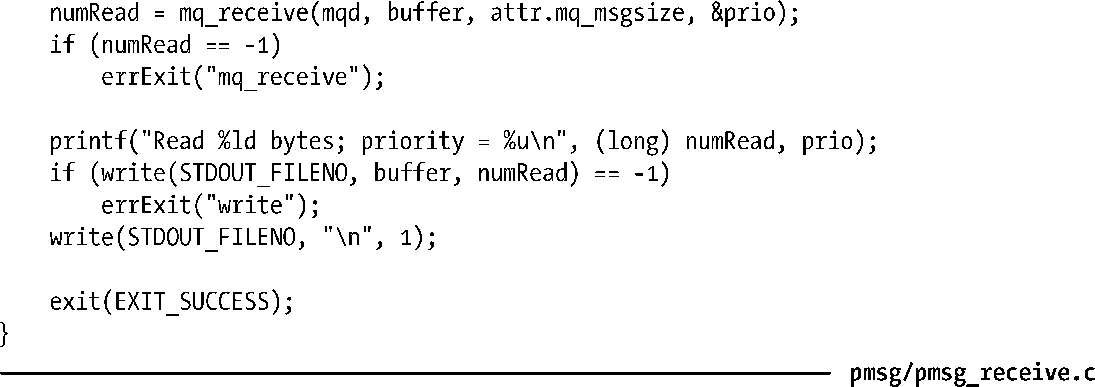 numRead = mq_receive(mqd, buffer, attr.mq_msgsize, &prio);
if (numRead == -1)
    errExit("mq_receive");
printf("Read %ld bytes; priority = %u\n", (long) numRead, prio);
if (write(STDOUT_FILENO, buffer, numRead) == -1)
    errExit("write");
write(STDOUT_FILENO, "\n", 1);
exit(EXIT_SUCCESS);
}
pmsg/pmsg_receive.c